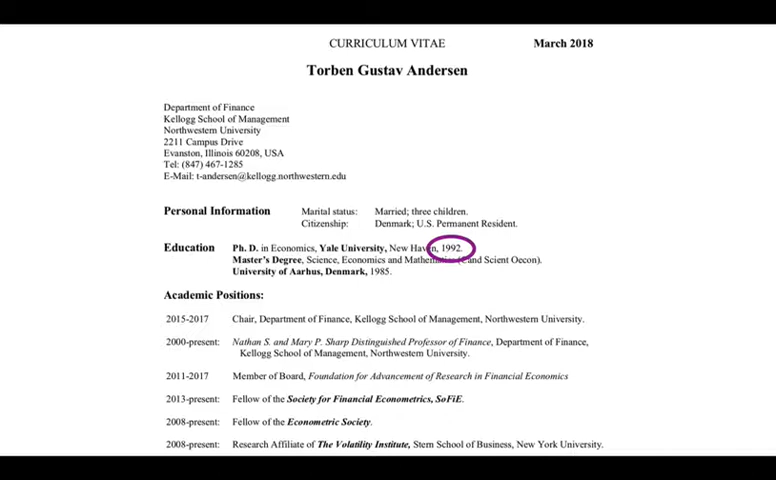 CURRICULUM VITAE March 2018
Torben Gustav Andersen
Department of Finance
Kellogg School of Management
Northwestern University
2211 Campus Drive
Evanston, Illinois 60208, USA
Tel: (847) 467-1285
E-Mail: t-andersen@kellogg.northwestern.edu
Personal Information Marital status: Married; three children.
Citizenship: Denmark; U.S. Permanent Resident.
Education Ph. D. in Economics, Yale University, New Haven, 1992.
Master's Degree, Science, Economics and Scient Oecon).
University of Aarhus, Denmark, 1985.
Academic Positions:
2015-2017 Chair, Department of Finance, Kellogg School of Management, Northwestern University.
2000-present: Nathan S. and Mary P. Sharp Distinguished Professor of Finance, Department of Finance,
Kellogg School of Management, Northwestern University.
2011-2017 Member of Board, Foundation for Advancement of Research in Financial Economics
2013-present: Fellow of the Society for Financial Econometrics, SoFiE.
2008-present: Fellow of the Econometric Society.
2008-present: Research Affiliate of The Volatility Institute, Stern School of Business, New York University.